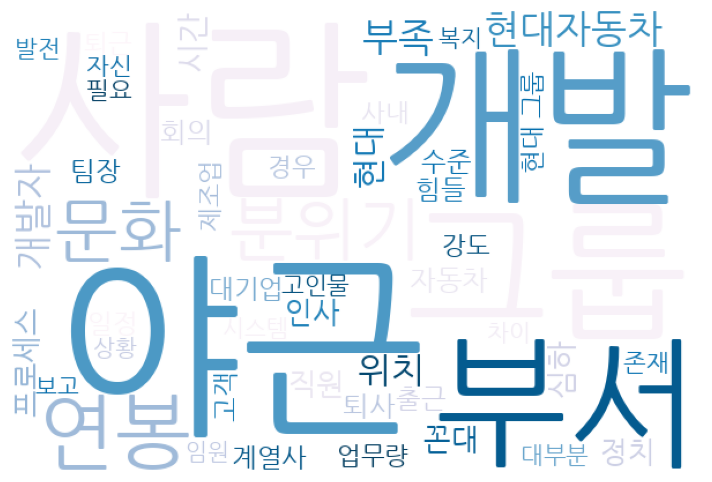 발전
퇴근
시간
부족
복지
현대자동차
사람
자신
필요
개발
회의
사내
현대
현대 그룹
팀장
경우
수준
힘들
개발자
제조업
문화
분위기
그룹
강도
야근
대기업
고인물
자동차
인사
일정
시스템
차이
상황
프로세스
보고
고객
직원
위치
부서
심하
존재
연봉
퇴사
출근
꼰대
임원
계열사
업무량
대부분
정치